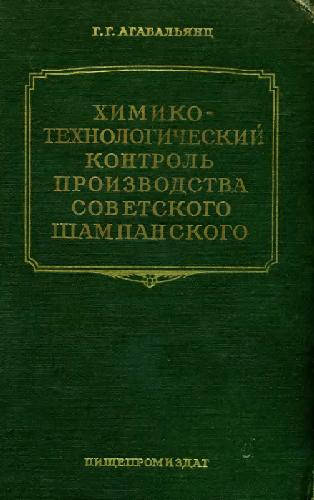 Г. Г. АГАБАЛЬЯНЦ
ХИМИКО-
ТЕХНОЛОГИЧЕСКИЙ
КОНТРОЛЬ
ПРОИЗВОДСТВА
СОВЕТСКОГО
ШАМПАНСКОГО
ПИЩЕПРОМИЗДАТ